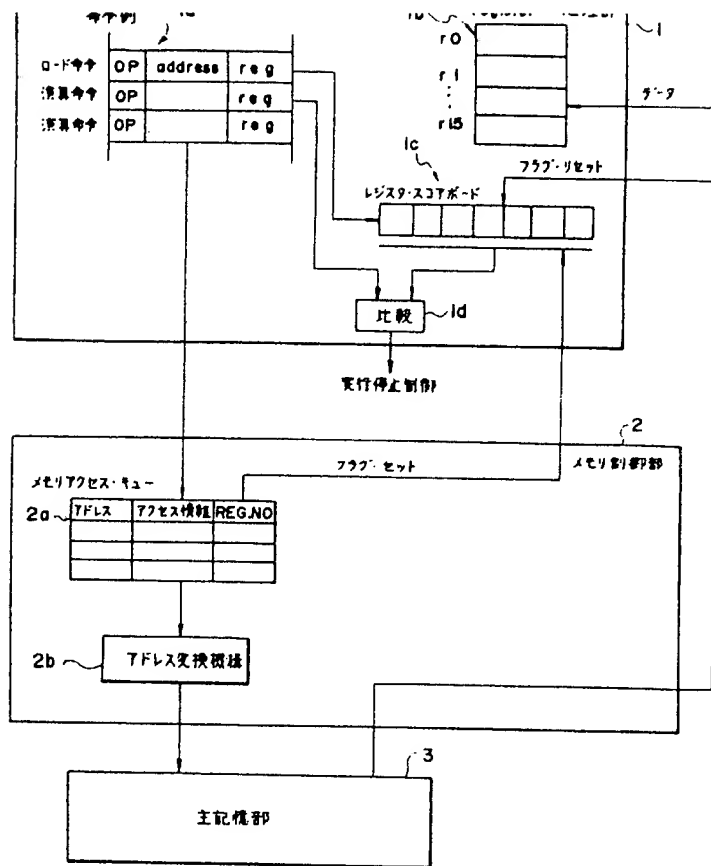 1
r0
ロード命令 OP address reg
演算命令 OP reg
演算命令 OP reg
r1
r15
データ
1c
フラグ・リセット
レジスタ・スコアボード
比較
1d
実行停止制御
2
メモリ制御部
フラグ・セット
メモリアクセス・キュー
2a
アドレス アクセス情報 REG.NO
2b
アドレス変換機構
3
主記憶部